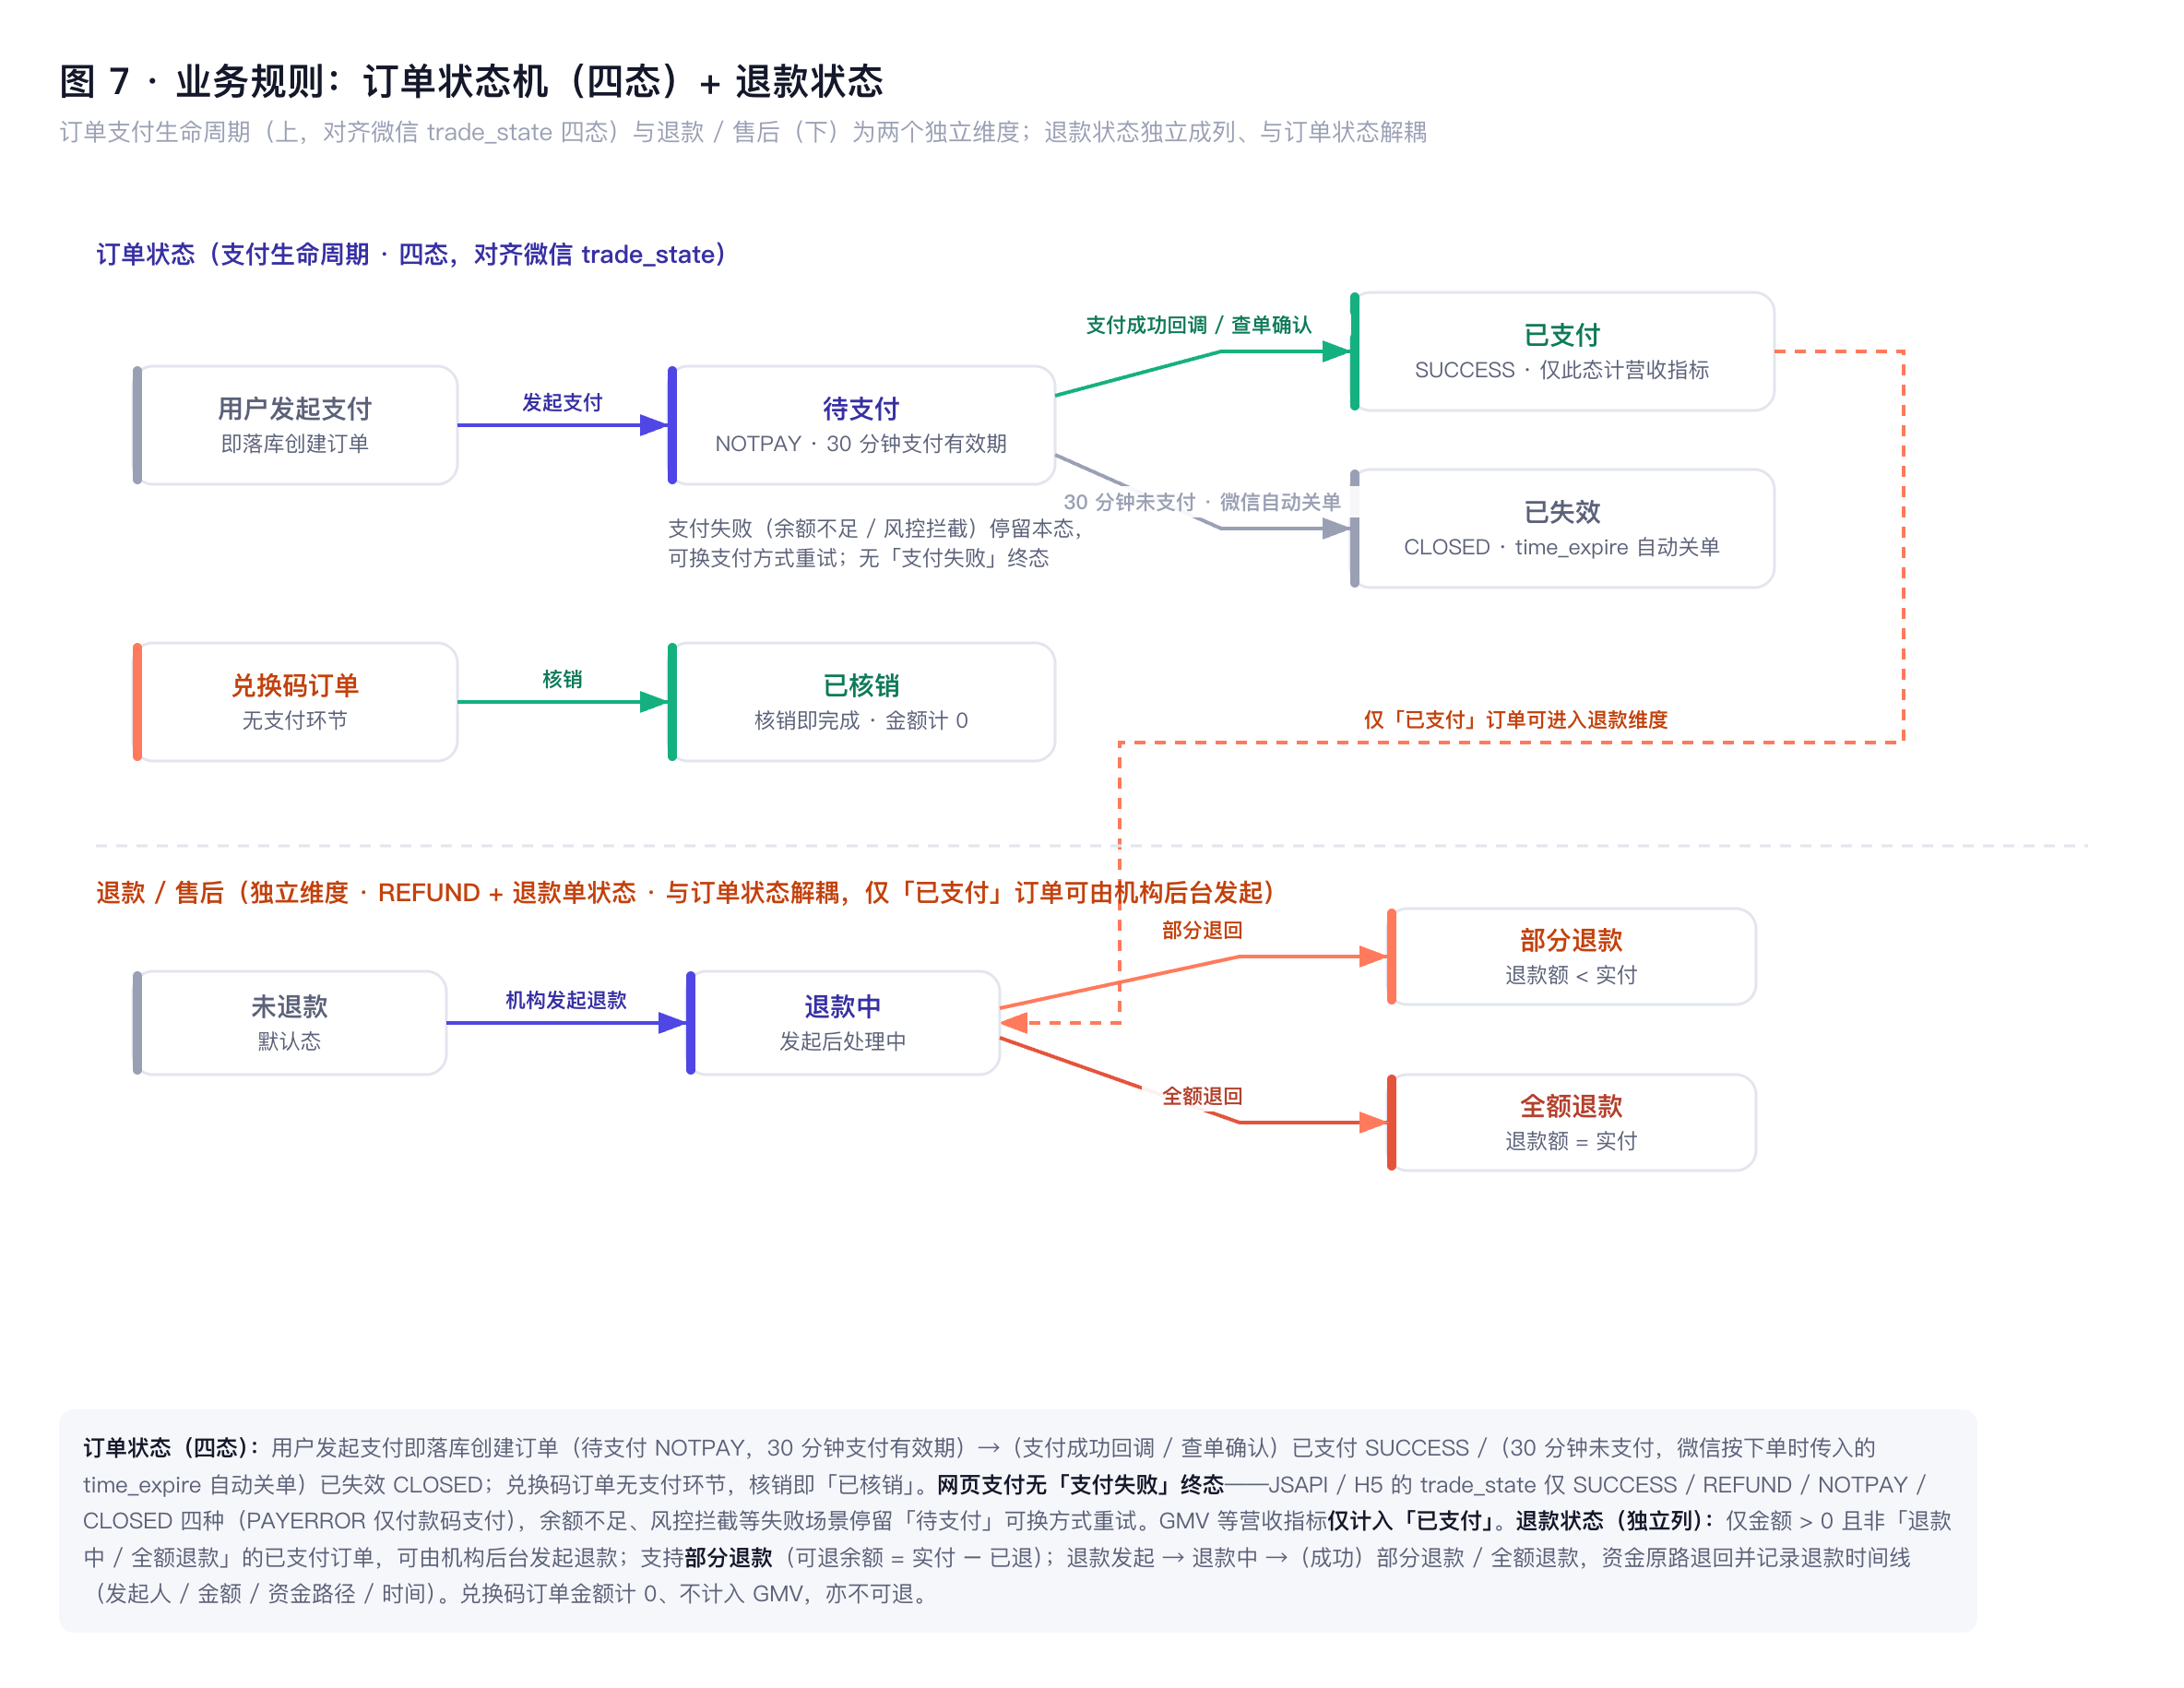 图 7 · 业务规则：订单状态机（四态）+ 退款状态
订单支付生命周期（上，对齐微信 trade_state 四态）与退款 / 售后（下）为两个独立维度；退款状态独立成列、与订单状态解耦
订单状态（支付生命周期 · 四态，对齐微信 trade_state）
用户发起支付
即落库创建订单
发起支付
待支付
NOTPAY · 30 分钟支付有效期
支付成功回调 / 查单确认
已支付
SUCCESS · 仅此态计营收指标
30 分钟未支付 · 微信自动关单
已失效
CLOSED · time_expire 自动关单
支付失败（余额不足 / 风控拦截）停留本态，
可换支付方式重试；无「支付失败」终态
兑换码订单
无支付环节
核销
已核销
核销即完成 · 金额计 0
仅「已支付」订单可进入退款维度
退款 / 售后（独立维度 · REFUND + 退款单状态 · 与订单状态解耦，仅「已支付」订单可由机构后台发起）
未退款
默认态
机构发起退款
退款中
发起后处理中
部分退回
部分退款
退款额 < 实付
全额退回
全额退款
退款额 = 实付
订单状态（四态）：用户发起支付即落库创建订单（待支付 NOTPAY，30 分钟支付有效期）→（支付成功回调 / 查单确认）已支付 SUCCESS /（30 分钟未支付，微信按下单时传入的
time_expire 自动关单）已失效 CLOSED；兑换码订单无支付环节，核销即「已核销」。网页支付无「支付失败」终态——JSAPI / H5 的 trade_state 仅 SUCCESS / REFUND / NOTPAY /
CLOSED 四种（PAYERROR 仅付款码支付），余额不足、风控拦截等失败场景停留「待支付」可换方式重试。GMV 等营收指标仅计入「已支付」。退款状态（独立列）：仅金额 > 0 且非「退款
中 / 全额退款」的已支付订单，可由机构后台发起退款；支持部分退款（可退余额 = 实付 − 已退）；退款发起 → 退款中 →（成功）部分退款 / 全额退款，资金原路退回并记录退款时间线
（发起人 / 金额 / 资金路径 / 时间）。兑换码订单金额计 0、不计入 GMV，亦不可退。